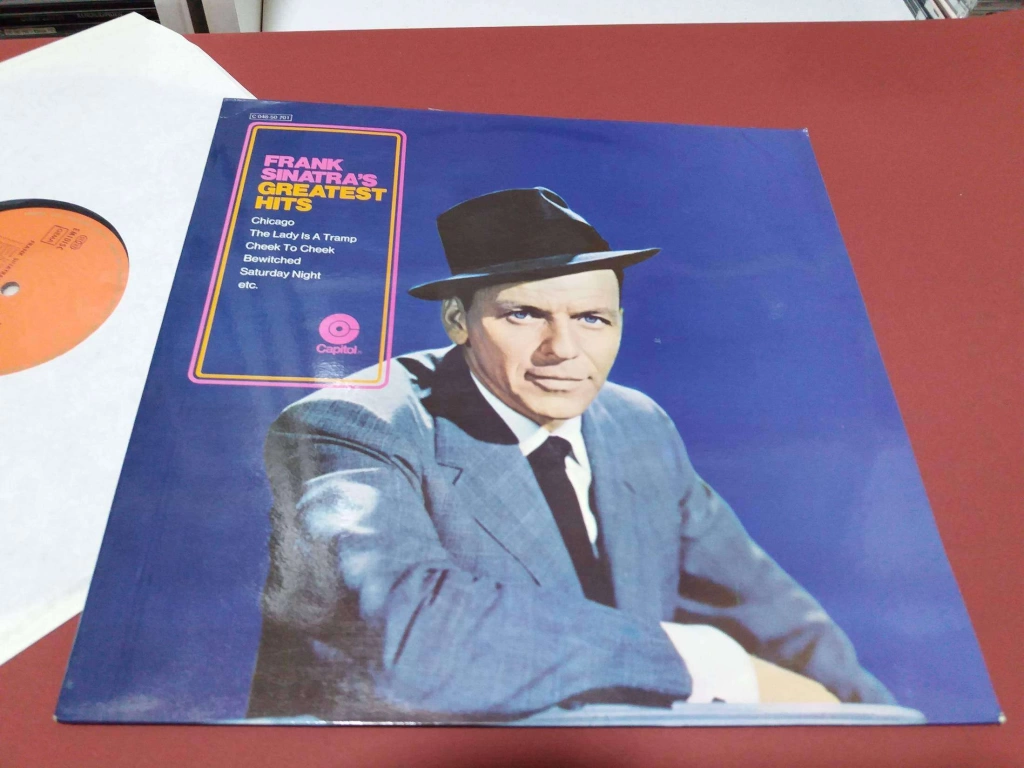 C 048-50 701
FRANK
SINATRA'S
GREATEST
HITS
Chicago
The Lady Is A Tramp
Cheek To Cheek
Bewitched
Saturday Night
etc.
Capitol